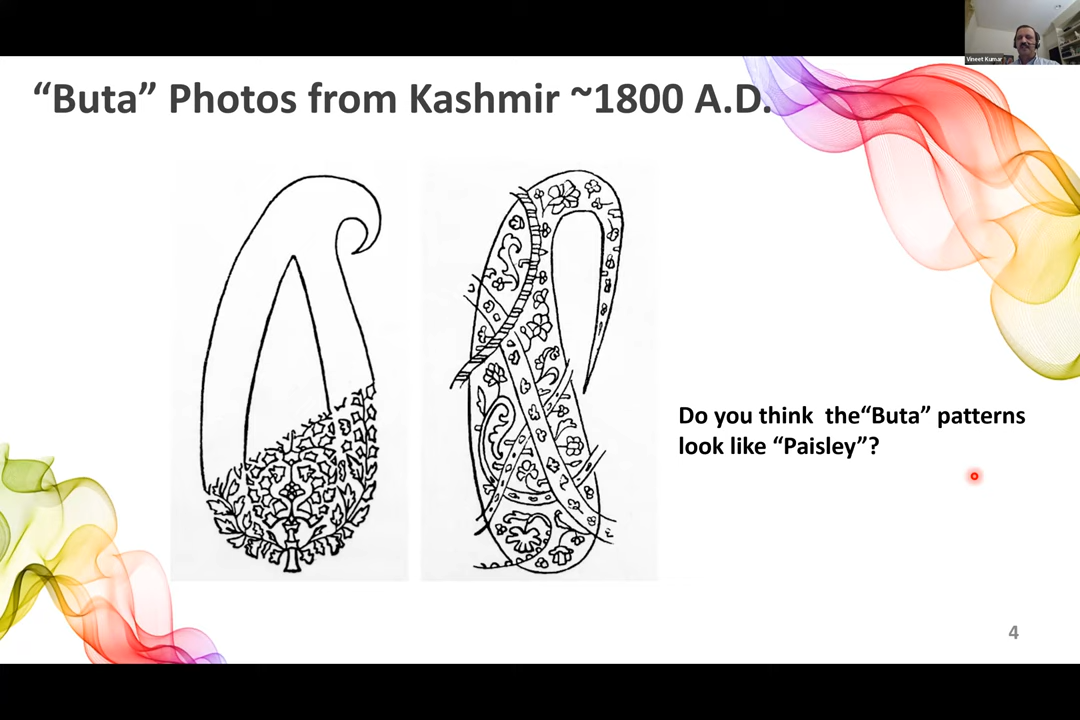 Vineet Kumar
“Buta” Photos from Kashmir ~1800 A.D.
Do you think  the“Buta” patterns
look like “Paisley”?
4